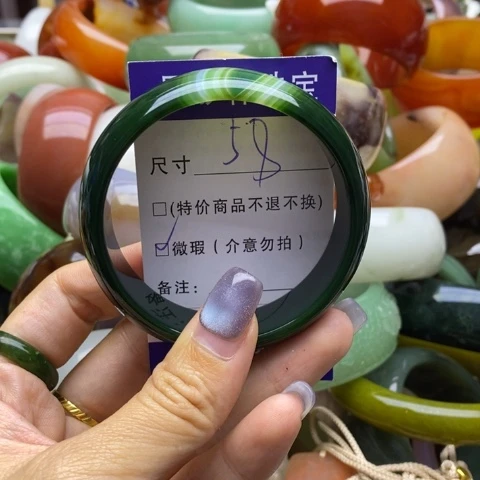 宝
尺寸 58
□(特价商品不退不换)
☑微瑕(介意勿拍)
备注: